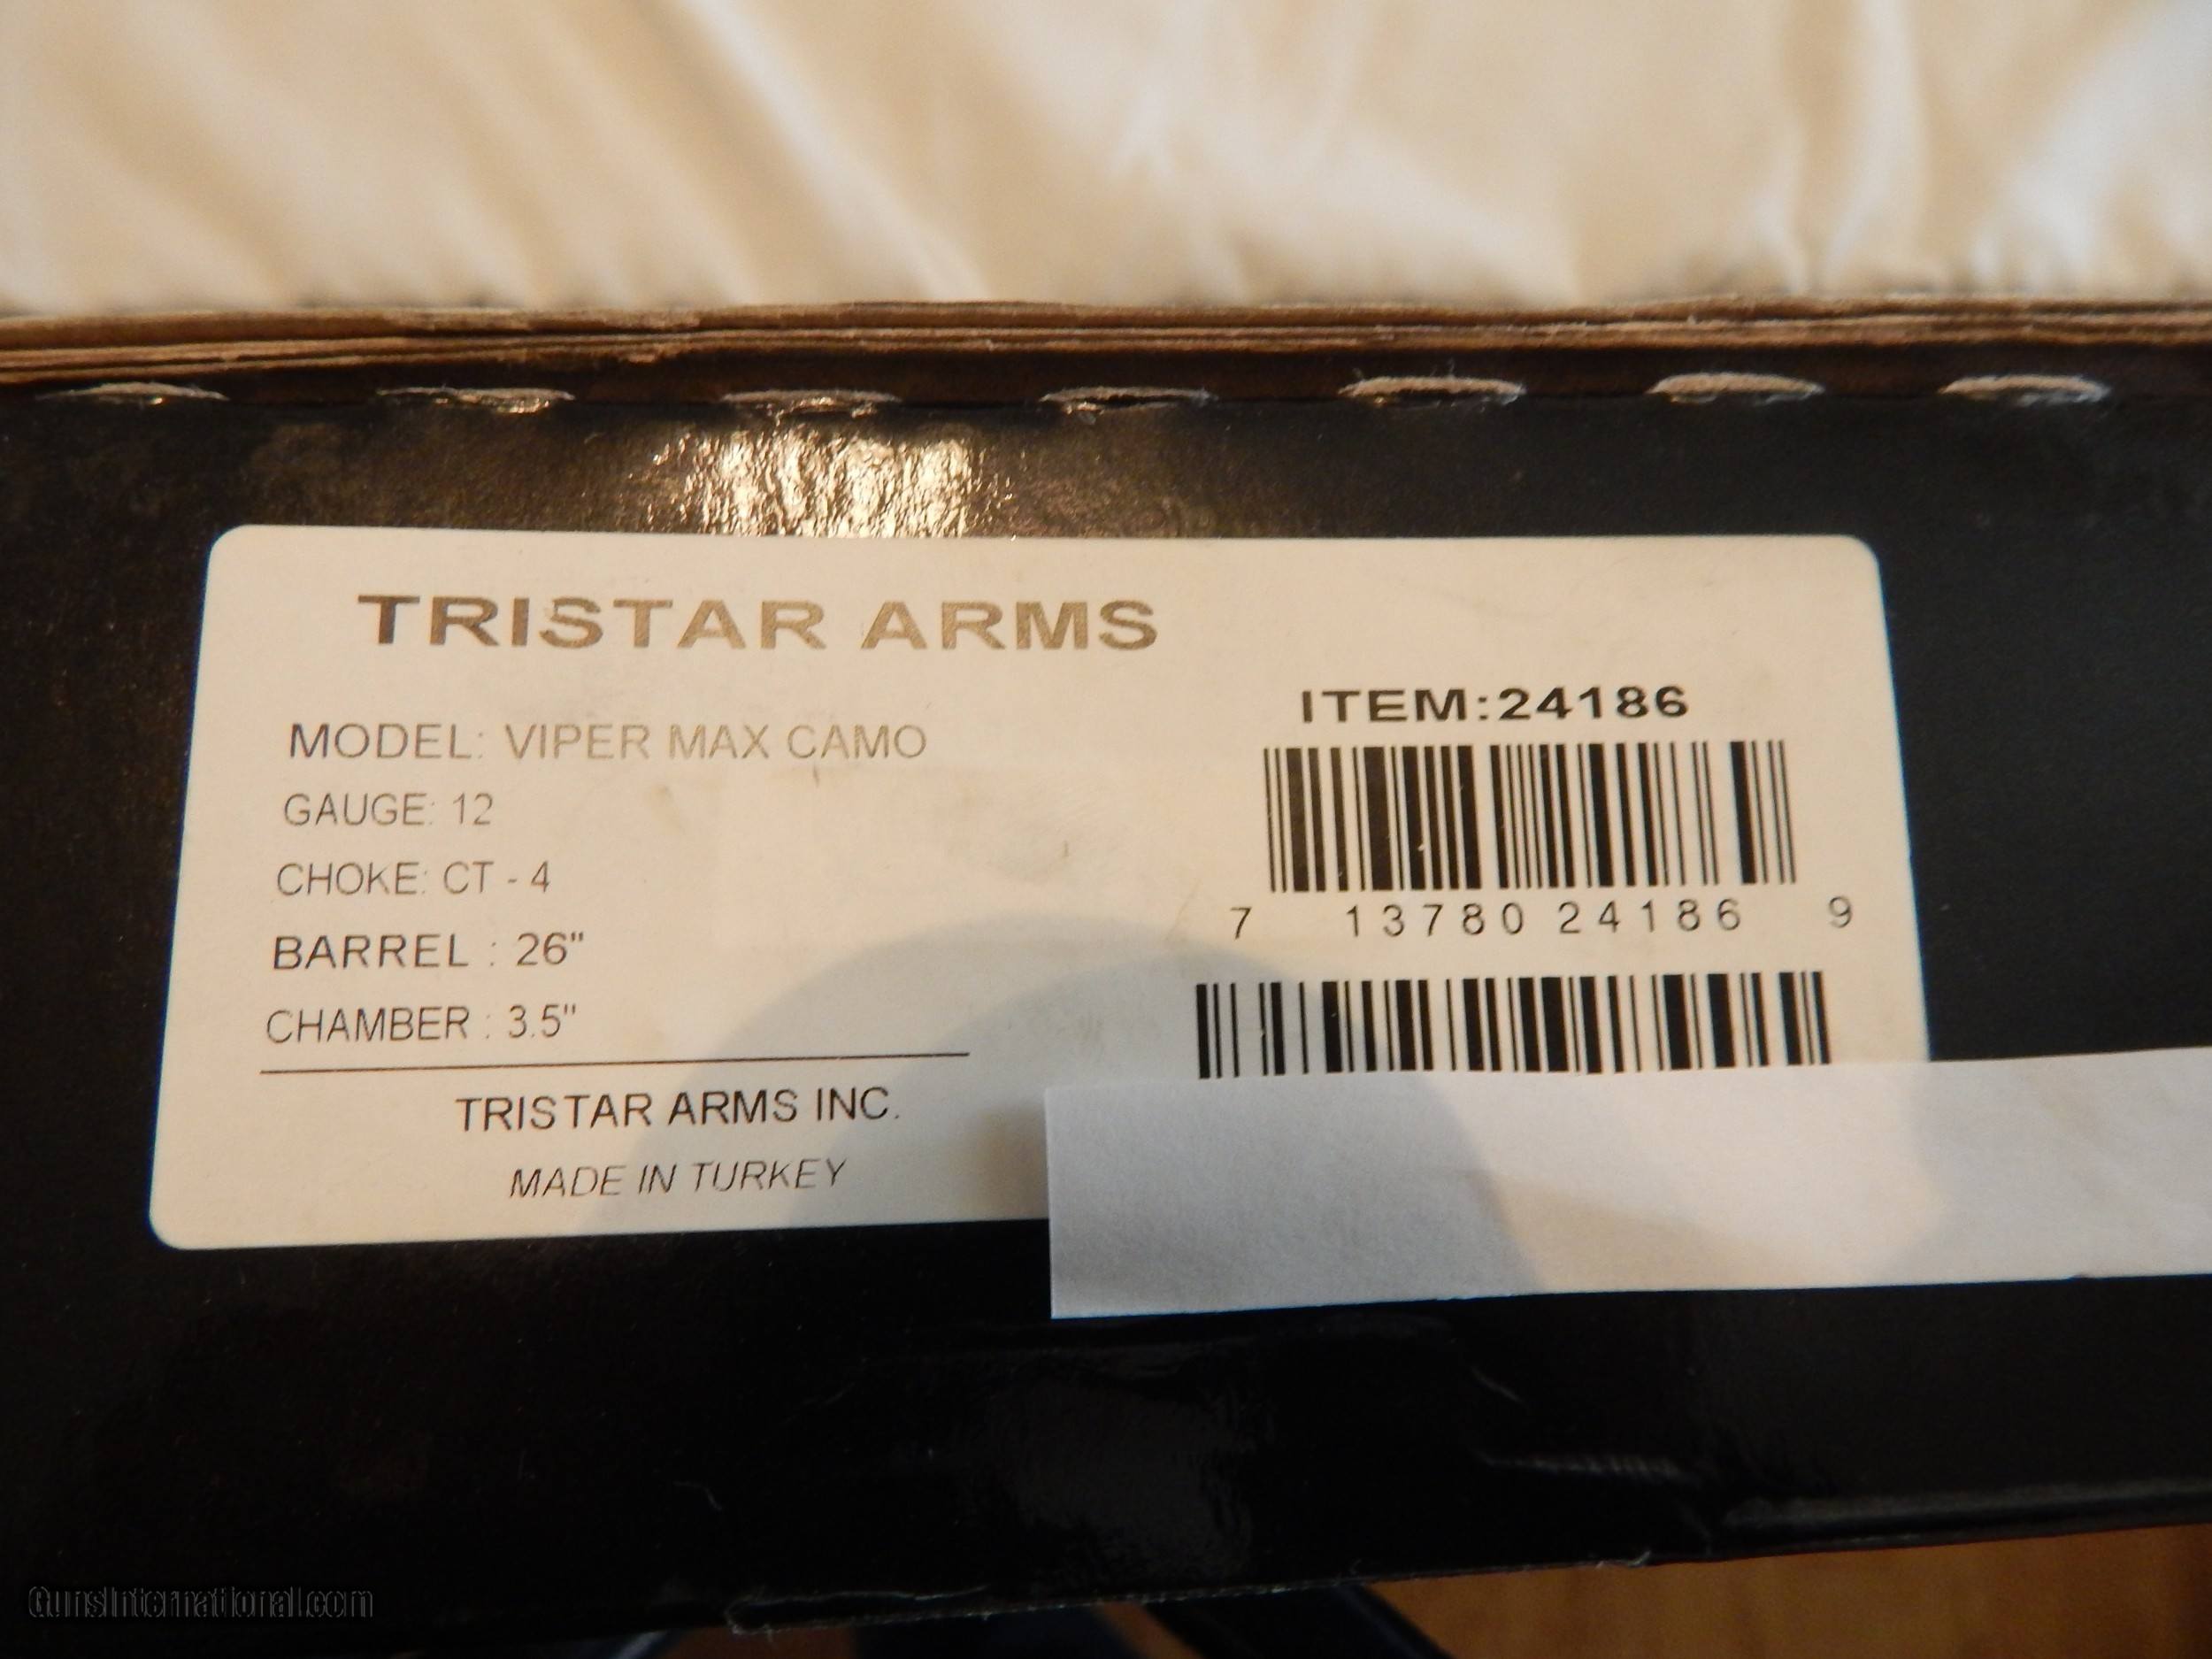 TRISTAR ARMS
MODEL: VIPER MAX CAMO
GAUGE: 12
CHOKE: CT - 4
BARREL : 26"
CHAMBER : 3.5"
TRISTAR ARMS INC.
MADE IN TURKEY
ITEM:24186
7 13780 24186 9
GunsInternational.com